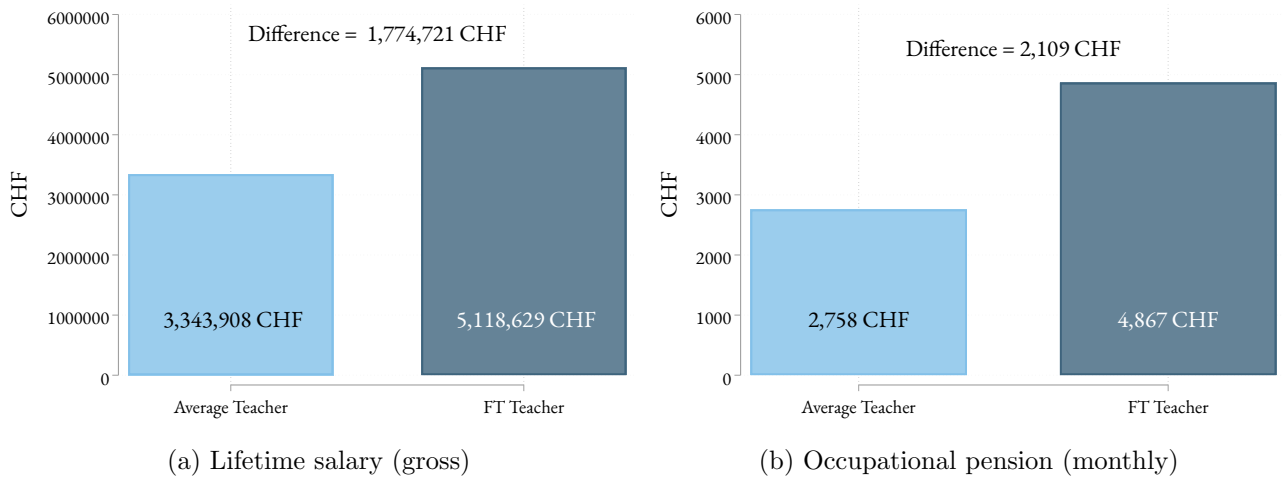 6000000
Difference = 1,774,721 CHF
5000000
4000000
3000000
2000000
1000000
0
CHF
3,343,908 CHF
5,118,629 CHF
Average Teacher
FT Teacher
(a) Lifetime salary (gross)
6000
Difference = 2,109 CHF
5000
4000
3000
2000
1000
0
CHF
2,758 CHF
4,867 CHF
Average Teacher
FT Teacher
(b) Occupational pension (monthly)